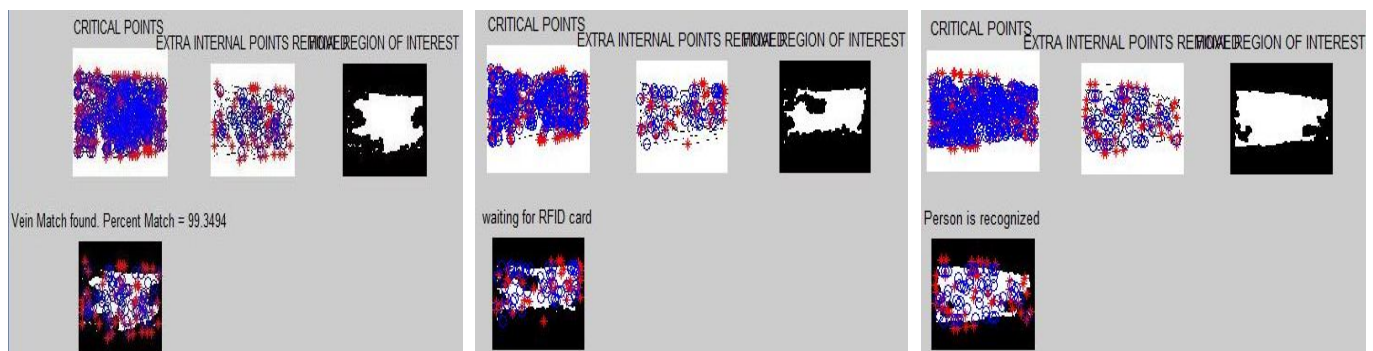 CRITICAL POINTS
EXTRA INTERNAL POINTS REMOVED
REGION OF INTEREST
Vein Match found. Percent Match = 99.3494
CRITICAL POINTS
EXTRA INTERNAL POINTS REMOVED
REGION OF INTEREST
waiting for RFID card
CRITICAL POINTS
EXTRA INTERNAL POINTS REMOVED
REGION OF INTEREST
Person is recognized